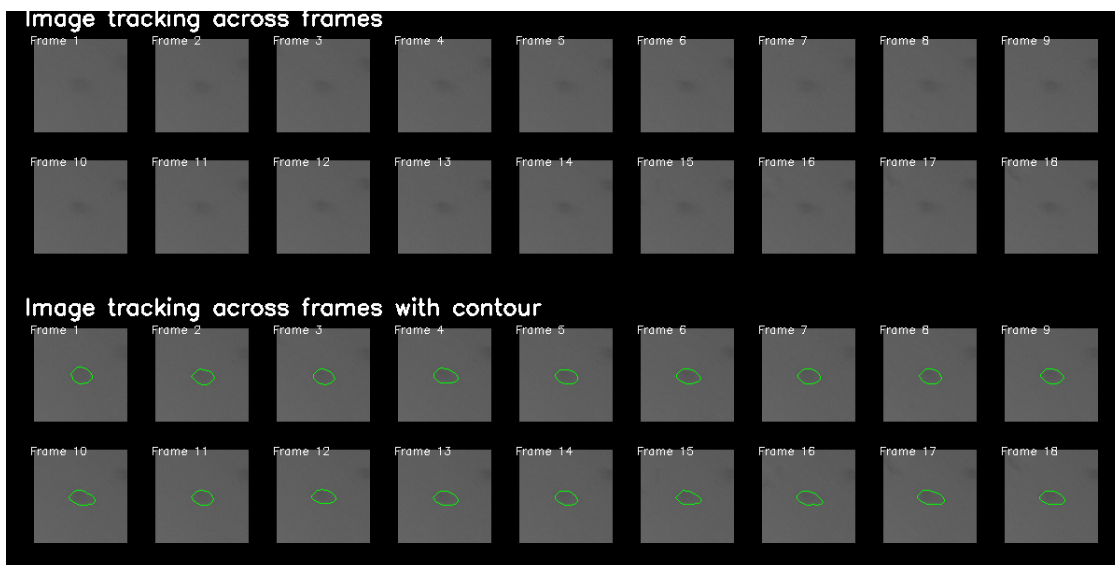 Image tracking across frames
Frame 1 Frame 2 Frame 3 Frame 4 Frame 5 Frame 6 Frame 7 Frame 8 Frame 9
Frame 10 Frame 11 Frame 12 Frame 13 Frame 14 Frame 15 Frame 16 Frame 17 Frame 18
Image tracking across frames with contour
Frame 1 Frame 2 Frame 3 Frame 4 Frame 5 Frame 6 Frame 7 Frame 8 Frame 9
Frame 10 Frame 11 Frame 12 Frame 13 Frame 14 Frame 15 Frame 16 Frame 17 Frame 18